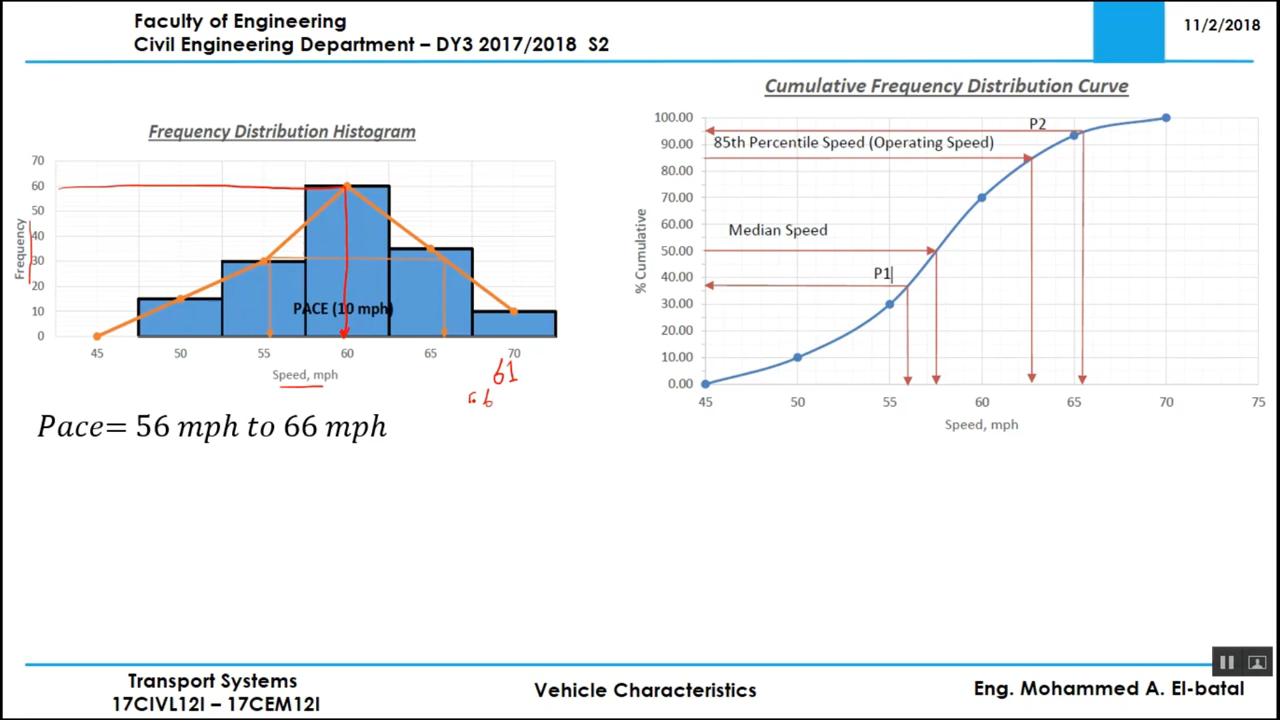 Faculty of Engineering
Civil Engineering Department – DY3 2017/2018 S2
11/2/2018
Frequency Distribution Histogram
Frequency
70
60
50
40
30
20
10
0
PACE (10 mph)
45 50 55 60 65 70
Speed, mph
61
66
Pace= 56 mph to 66 mph
Cumulative Frequency Distribution Curve
% Cumulative
100.00
90.00
80.00
70.00
60.00
50.00
40.00
30.00
20.00
10.00
0.00
P2
85th Percentile Speed (Operating Speed)
Median Speed
P1
45 50 55 60 65 70 75
Speed, mph
Transport Systems
17CIVL12I – 17CEM12I
Vehicle Characteristics
Eng. Mohammed A. El-batal